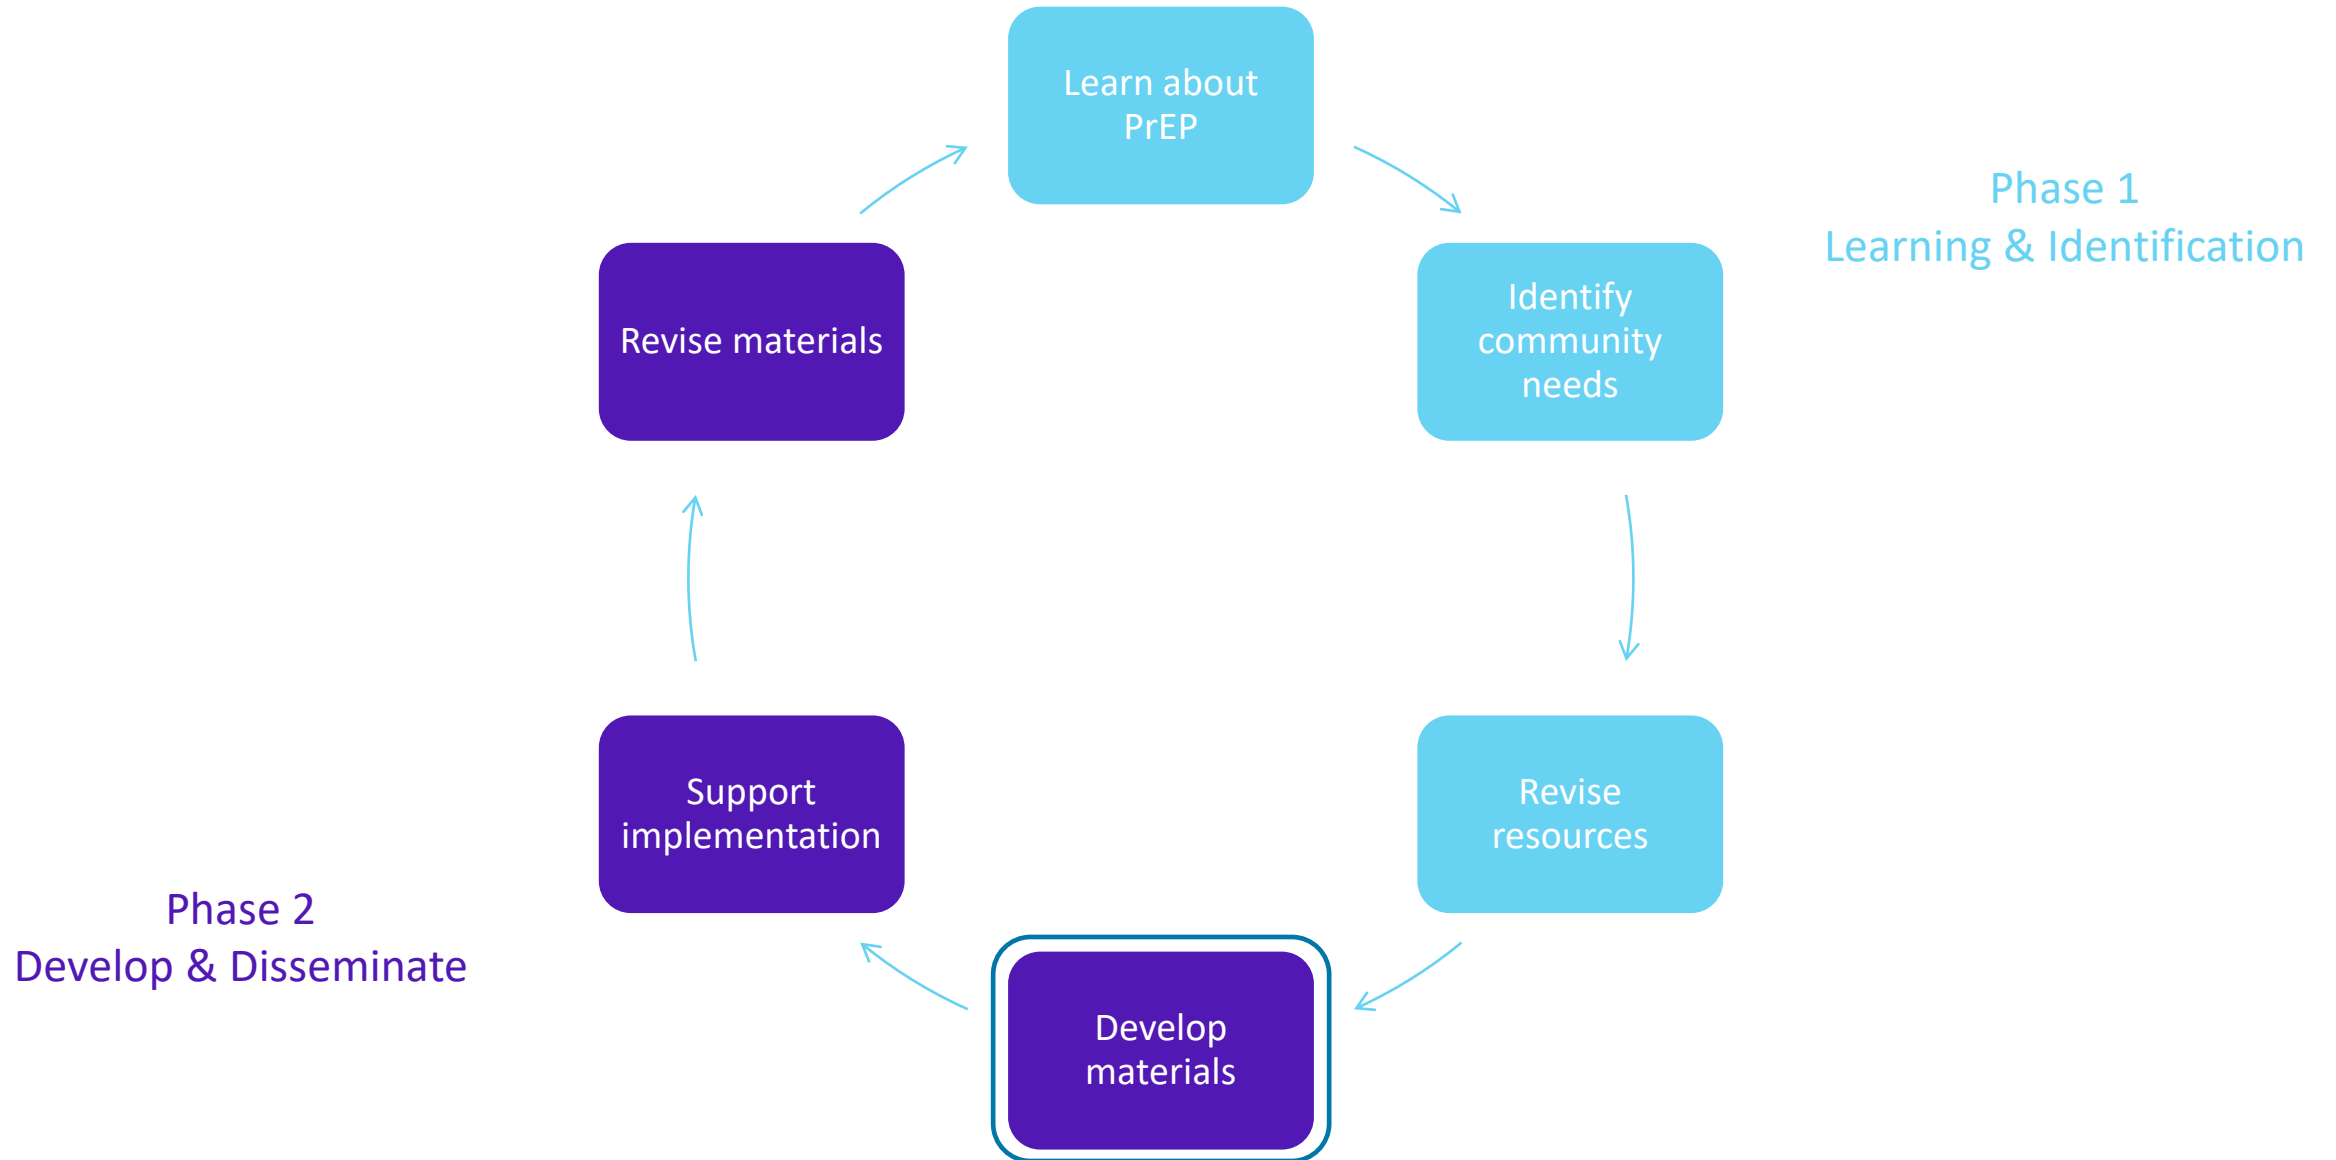 Learn about
PrEP
Phase 1
Learning & Identification
Identify
community
needs
Revise materials
Revise
resources
Support
implementation
Phase 2
Develop & Disseminate
Develop
materials